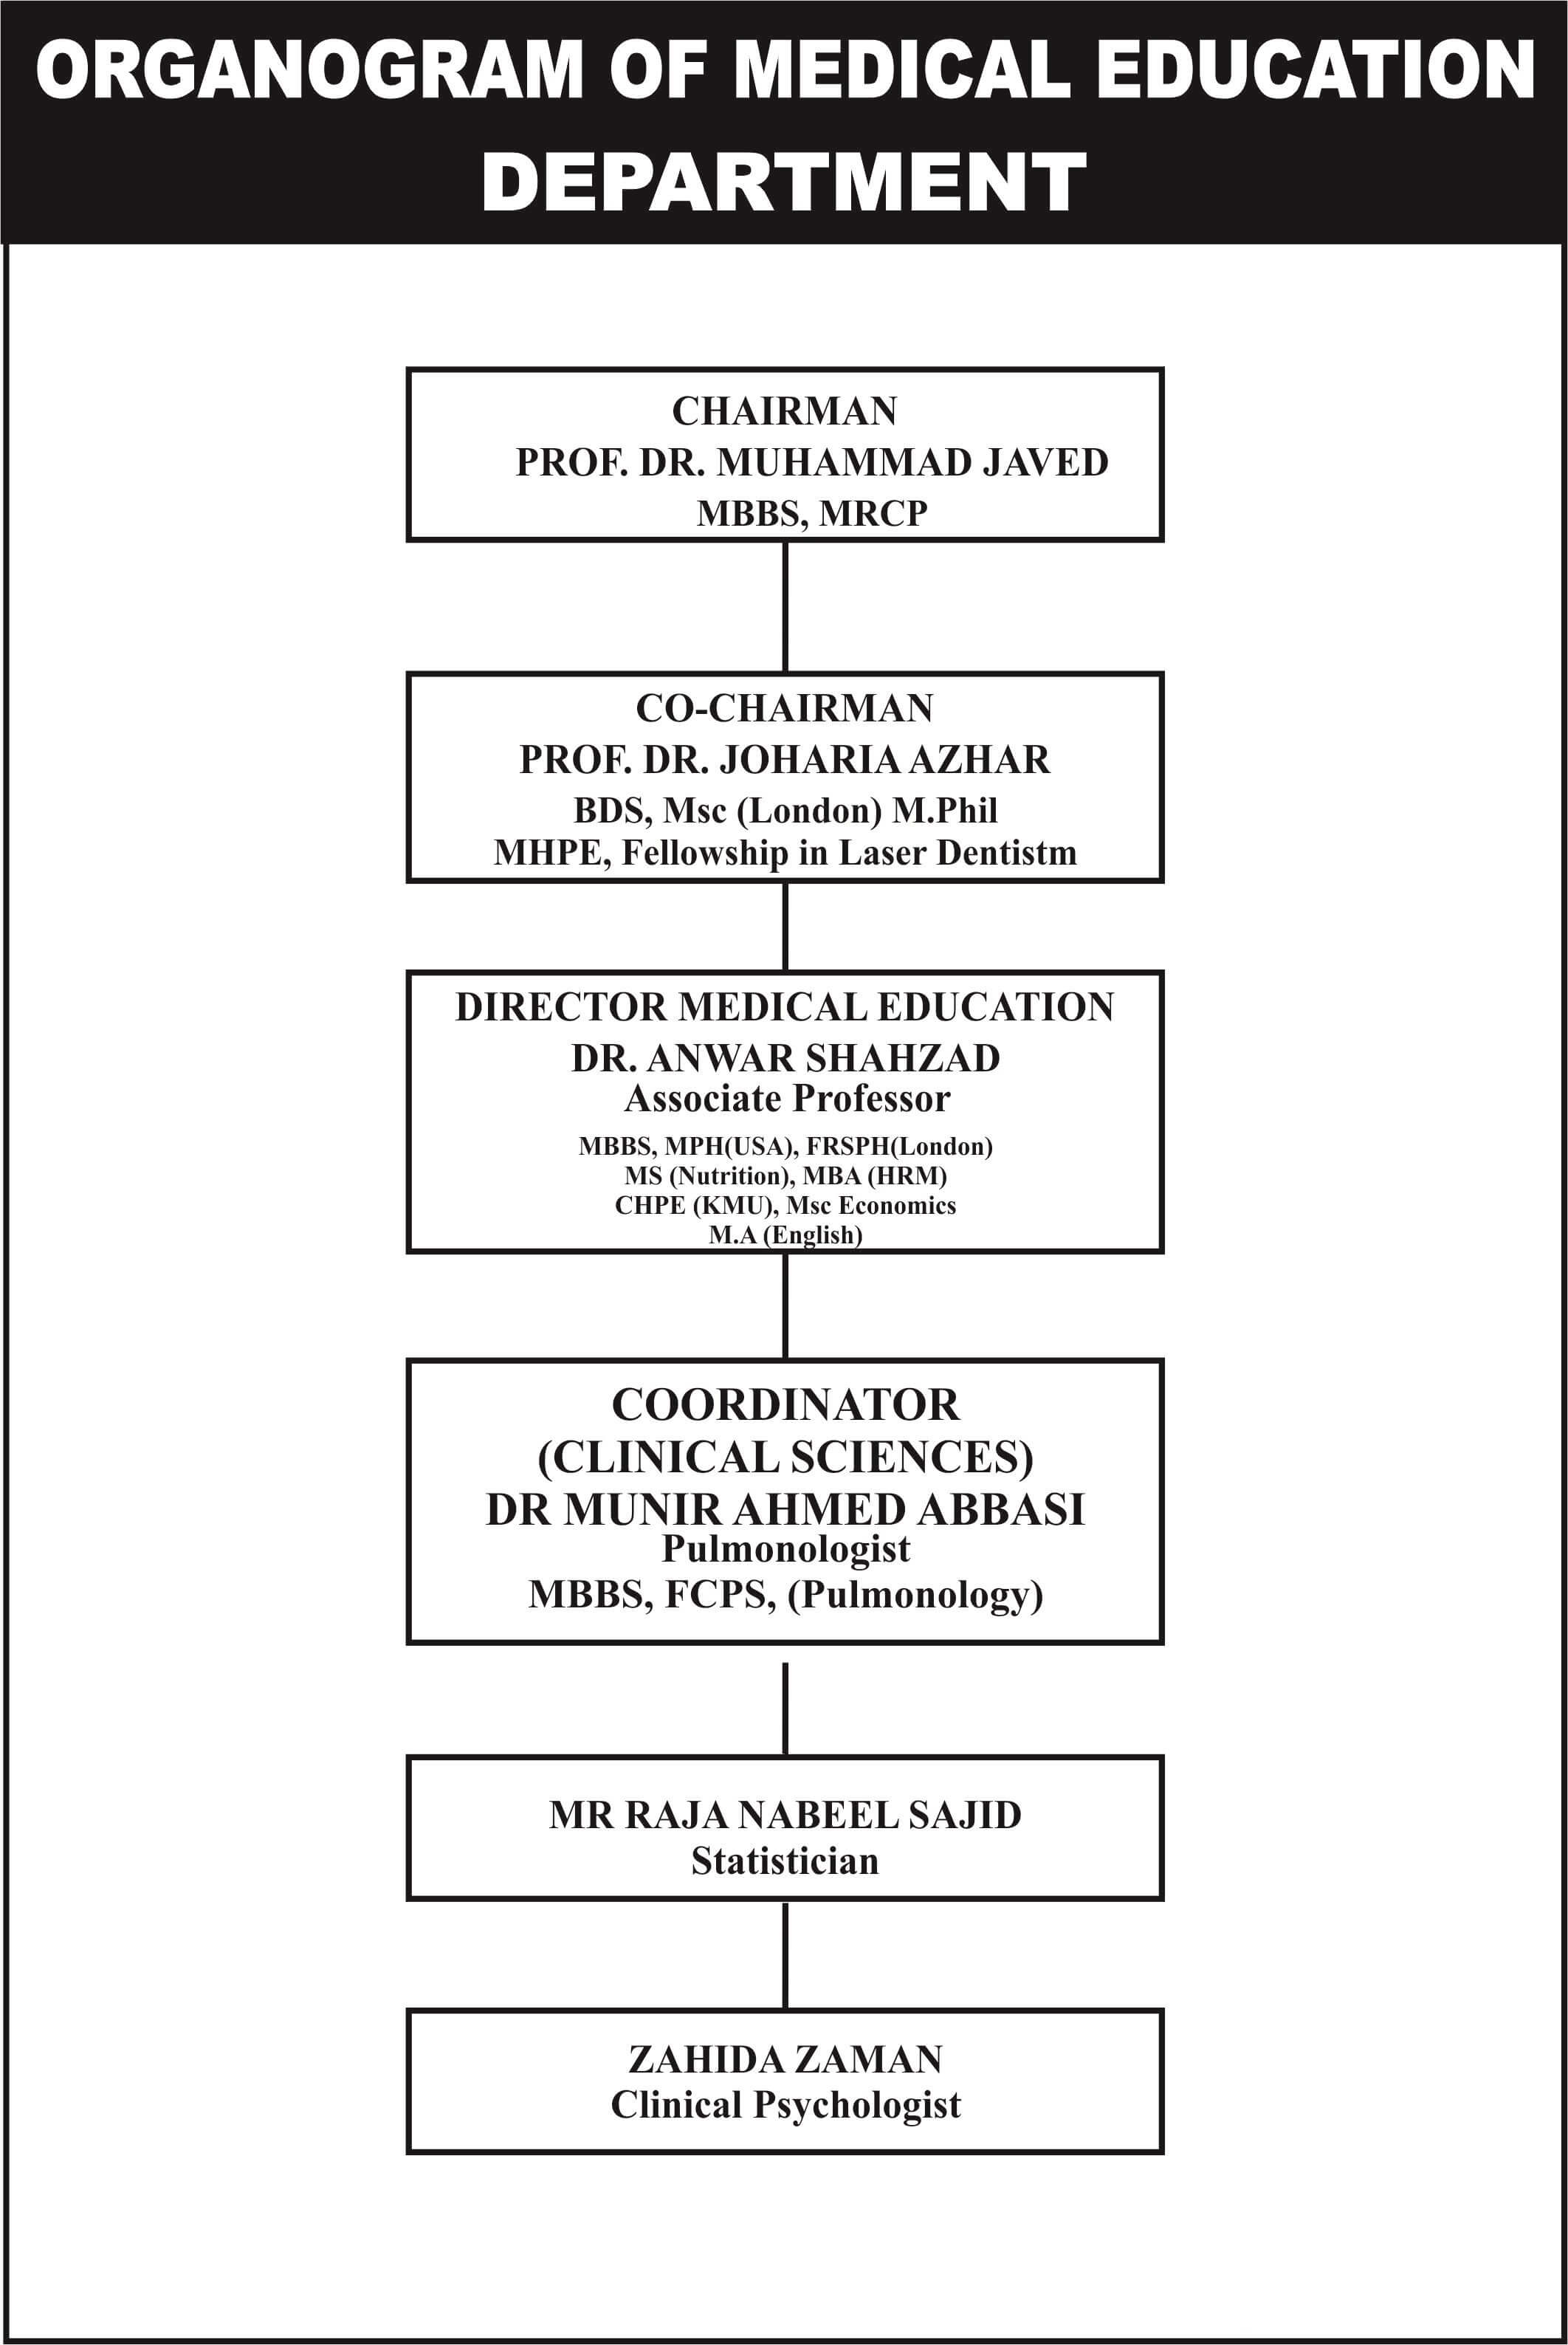 ORGANOGRAM OF MEDICAL EDUCATION
DEPARTMENT
CHAIRMAN
PROF. DR. MUHAMMAD JAVED
MBBS, MRCP
CO-CHAIRMAN
PROF. DR. JOHARIA AZHAR
BDS, Msc (London) M.Phil
MHPE, Fellowship in Laser Dentistm
DIRECTOR MEDICAL EDUCATION
DR. ANWAR SHAHZAD
Associate Professor
MBBS, MPH(USA), FRSPH(London)
MS (Nutrition), MBA (HRM)
CHPE (KMU), Msc Economics
M.A (English)
COORDINATOR
(CLINICAL SCIENCES)
DR MUNIR AHMED ABBASI
Pulmonologist
MBBS, FCPS, (Pulmonology)
MR RAJA NABEEL SAJID
Statistician
ZAHIDA ZAMAN
Clinical Psychologist